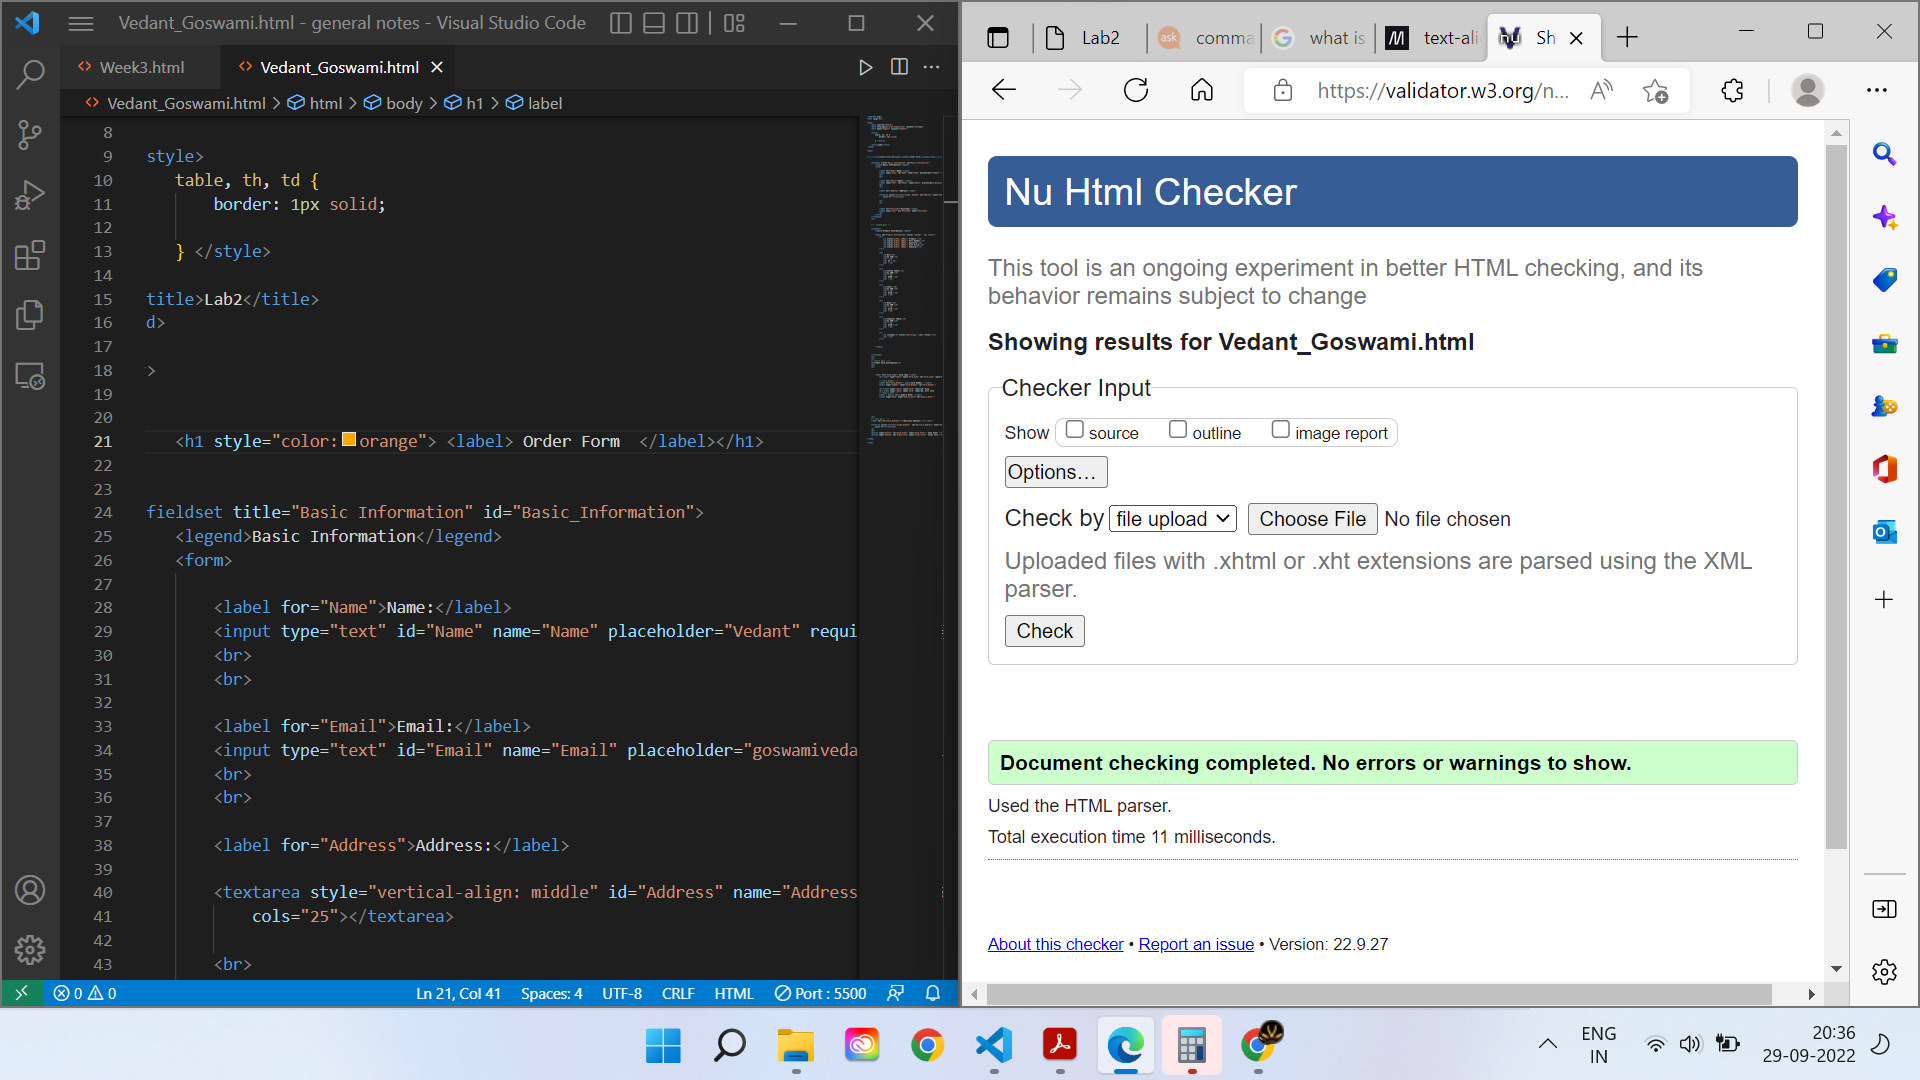 Vedant_Goswami.html - general notes - Visual Studio Code
Week3.html
Vedant_Goswami.html
Vedant_Goswami.html > html > body > h1 > label
8
9 style>
10 table, th, td {
11 border: 1px solid;
12
13 } </style>
14
15 title>Lab2</title>
16 d>
17
18 >
19
20
21 <h1 style="color:orange"> <label> Order Form  </label></h1>
22
23
24 fieldset title="Basic Information" id="Basic_Information">
25 <legend>Basic Information</legend>
26 <form>
27
28 <label for="Name">Name:</label>
29 <input type="text" id="Name" name="Name" placeholder="Vedant" requi
30 <br>
31 <br>
32
33 <label for="Email">Email:</label>
34 <input type="text" id="Email" name="Email" placeholder="goswamiveda
35 <br>
36 <br>
37
38 <label for="Address">Address:</label>
39
40 <textarea style="vertical-align: middle" id="Address" name="Address
41 cols="25"></textarea>
42
43 <br>
0 0
Ln 21, Col 41
Spaces: 4
UTF-8
CRLF
HTML
Port : 5500
Lab2
ask
comma
what is
text-ali
nu
Sh
https://validator.w3.org/n...
Nu Html Checker
This tool is an ongoing experiment in better HTML checking, and its
behavior remains subject to change
Showing results for Vedant_Goswami.html
Checker Input
Show source outline image report
Options...
Check by file upload Choose File No file chosen
Uploaded files with .xhtml or .xht extensions are parsed using the XML
parser.
Check
Document checking completed. No errors or warnings to show.
Used the HTML parser.
Total execution time 11 milliseconds.
About this checker • Report an issue • Version: 22.9.27
ENG
IN
20:36
29-09-2022